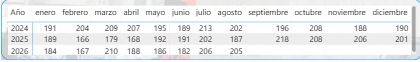 Año enero febrero marzo abril mayo junio julio agosto septiembre octubre noviembre diciembre
2024 191 204 209 207 195 189 213 202 196 208 188 190
2025 189 166 179 168 192 191 202 187 218 208 206 201
2026 184 167 210 188 186 182 206 205